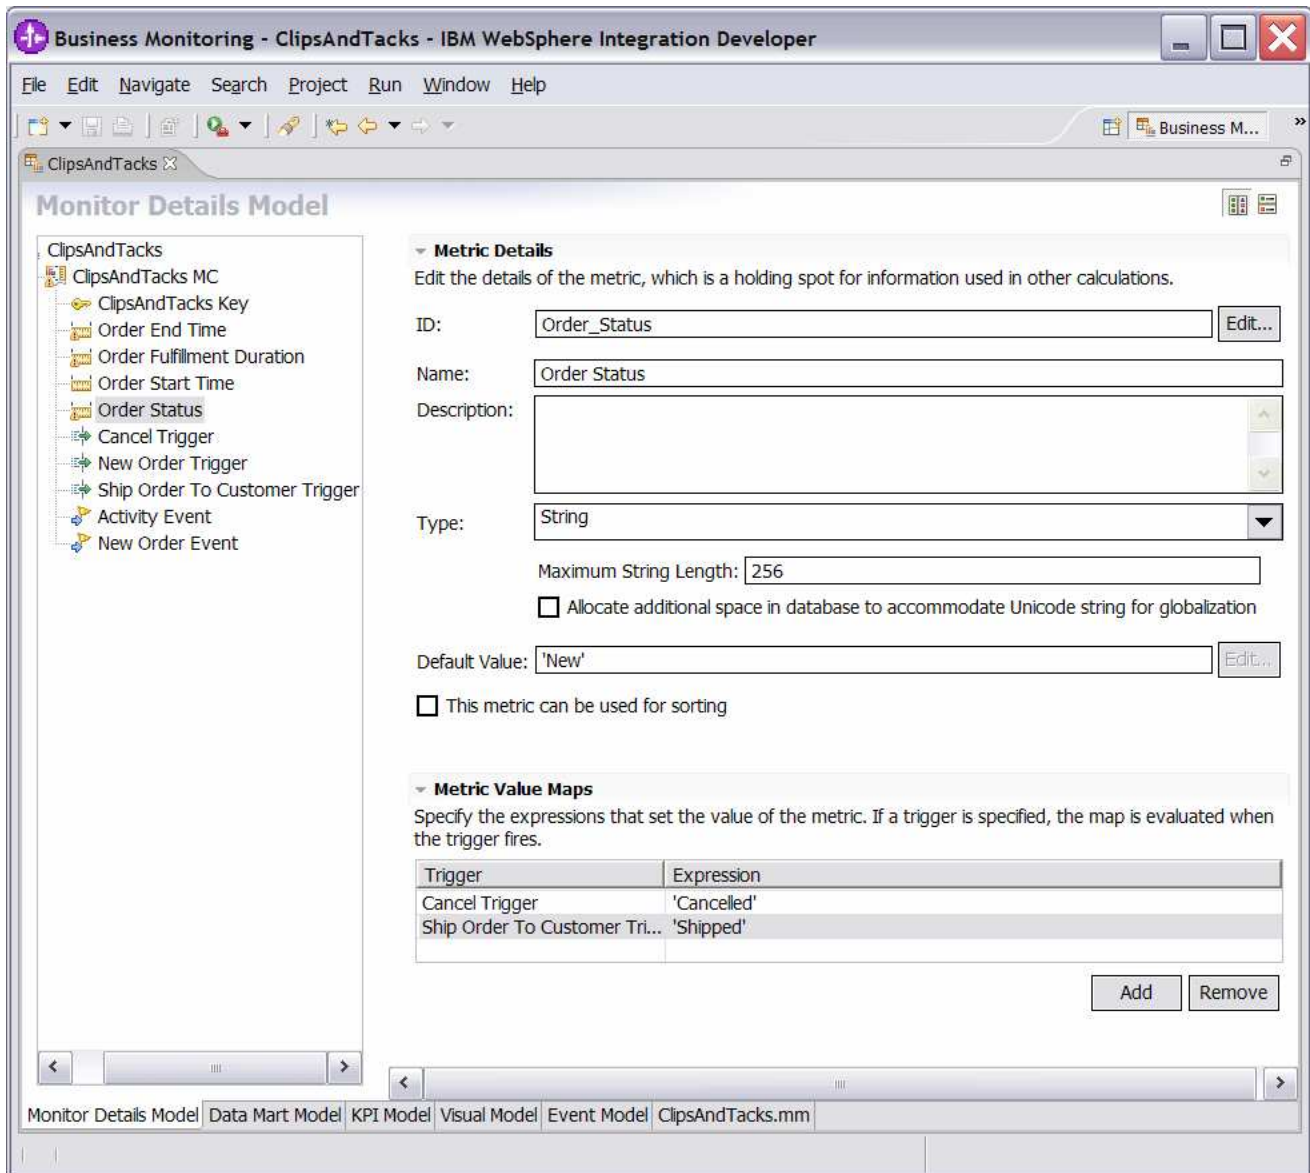 Business Monitoring - ClipsAndTacks - IBM WebSphere Integration Developer
File Edit Navigate Search Project Run Window Help
Business M... »
ClipsAndTacks
Monitor Details Model
ClipsAndTacks
ClipsAndTacks MC
ClipsAndTacks Key
Order End Time
Order Fulfillment Duration
Order Start Time
Order Status
Cancel Trigger
New Order Trigger
Ship Order To Customer Trigger
Activity Event
New Order Event
Metric Details
Edit the details of the metric, which is a holding spot for information used in other calculations.
ID: Order_Status Edit...
Name: Order Status
Description:
Type: String
Maximum String Length: 256
Allocate additional space in database to accommodate Unicode string for globalization
Default Value: 'New' Edit...
This metric can be used for sorting
Metric Value Maps
Specify the expressions that set the value of the metric. If a trigger is specified, the map is evaluated when
the trigger fires.
Trigger Expression
Cancel Trigger 'Cancelled'
Ship Order To Customer Tri... 'Shipped'
Add Remove
Monitor Details Model Data Mart Model KPI Model Visual Model Event Model ClipsAndTacks.mm